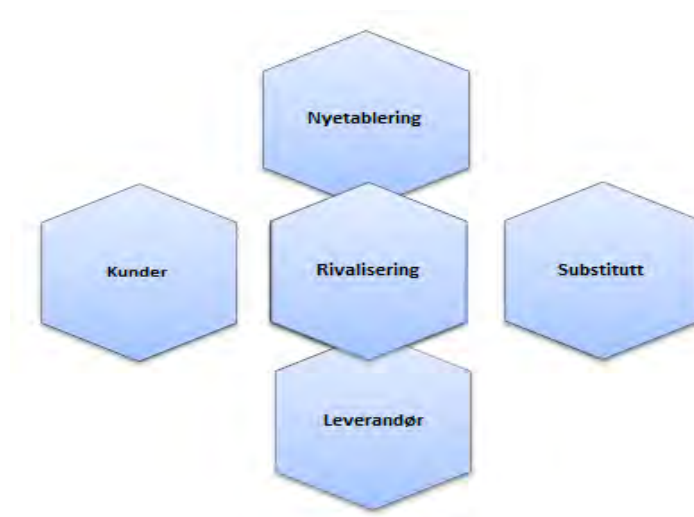 Nyetablering
Kunder
Rivalisering
Substitutt
Leverandør